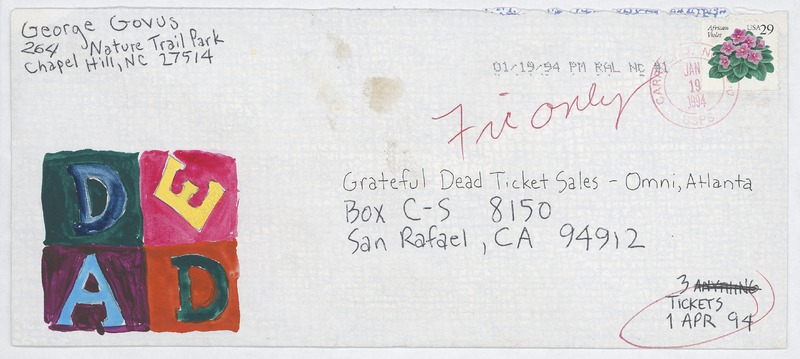 George Govus
264 Nature Trail Park
Chapel Hill, NC 27514
01/19/94 PM RAL NC #1
JAN
19
1994
USPS
African
Violet
USA 29
Fri only
Grateful Dead Ticket Sales - Omni, Atlanta
Box C-S 8150
San Rafael, CA 94912
D E
A D
3 ANYTHING
TICKETS
1 APR 94